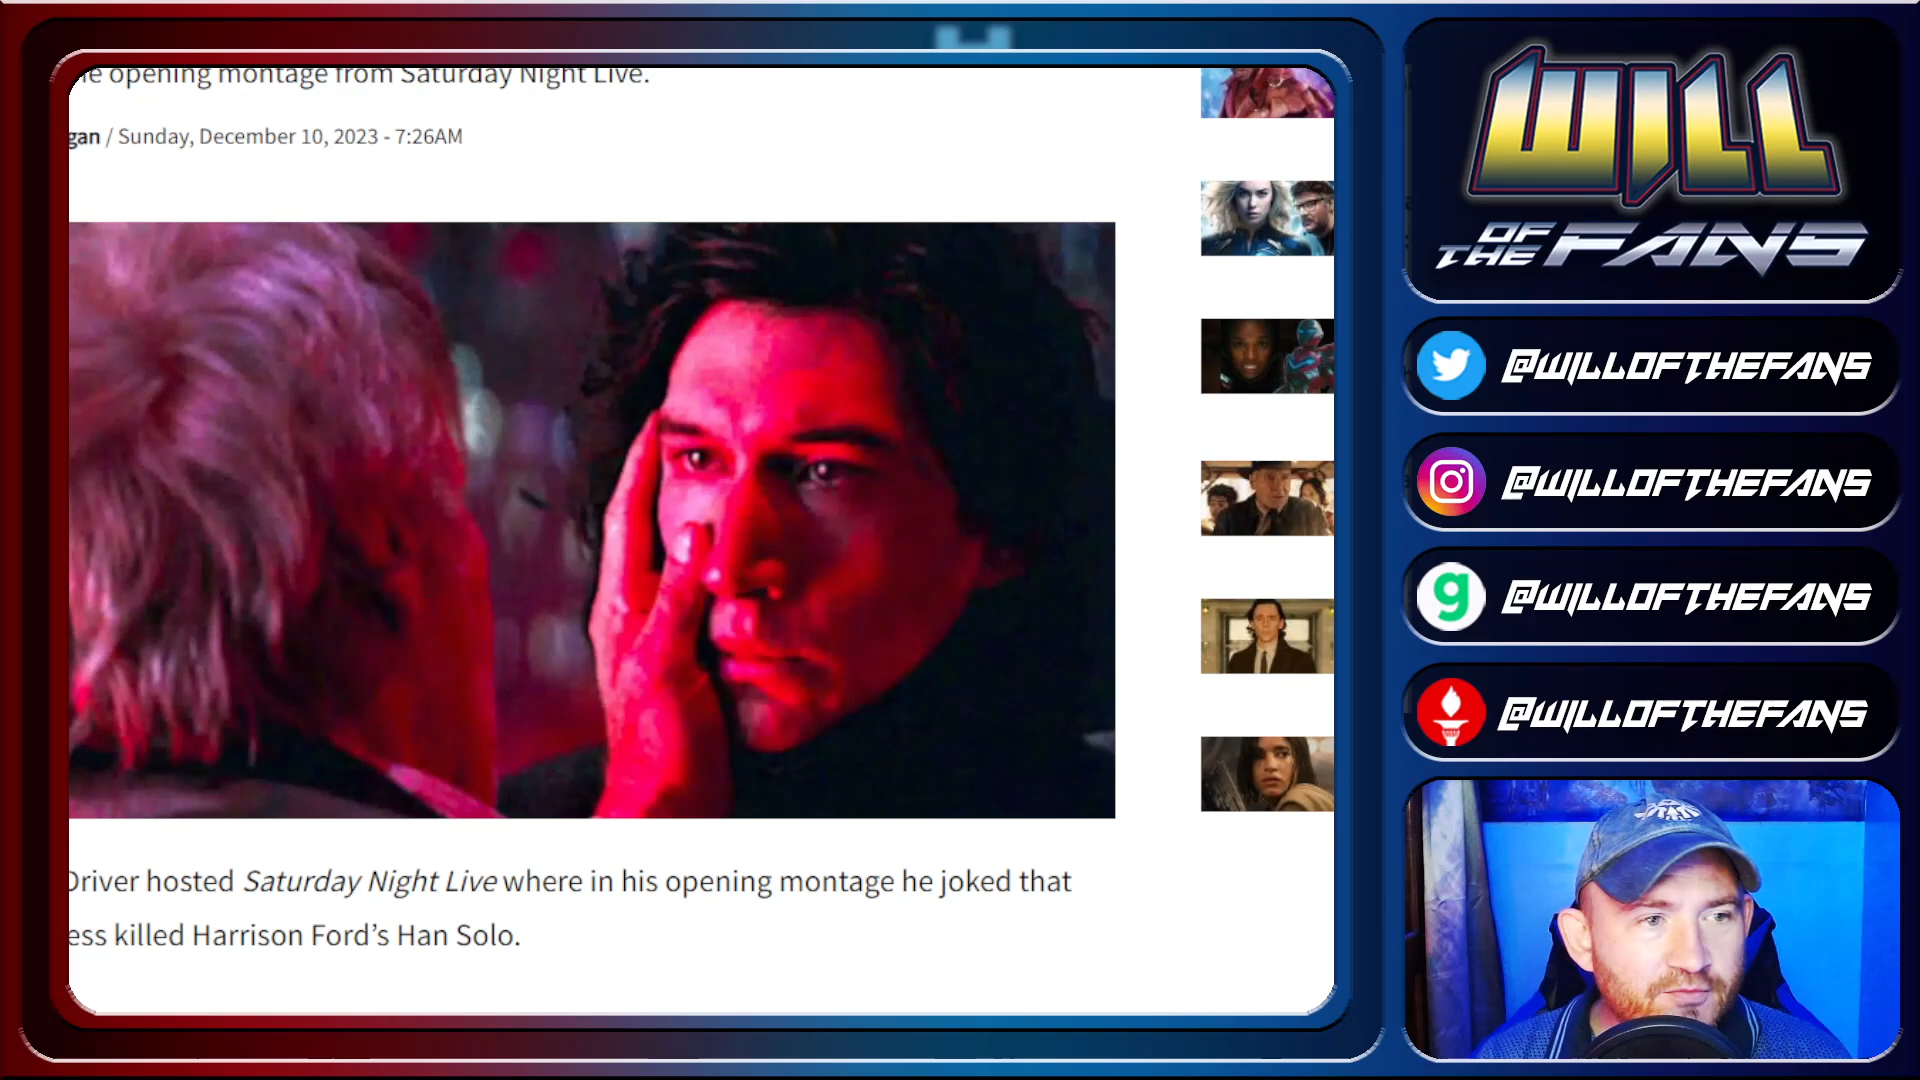 he opening montage from Saturday Night Live.
gan / Sunday, December 10, 2023 - 7:26AM
Driver hosted Saturday Night Live where in his opening montage he joked that
ess killed Harrison Ford's Han Solo.
WILL
OF
THE FANS
@WILLOFTHEFANS
@WILLOFTHEFANS
g @WILLOFTHEFANS
@WILLOFTHEFANS